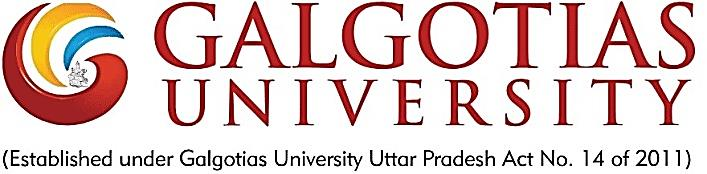 GALGOTIAS
UNIVERSITY
(Established under Galgotias University Uttar Pradesh Act No. 14 of 2011)